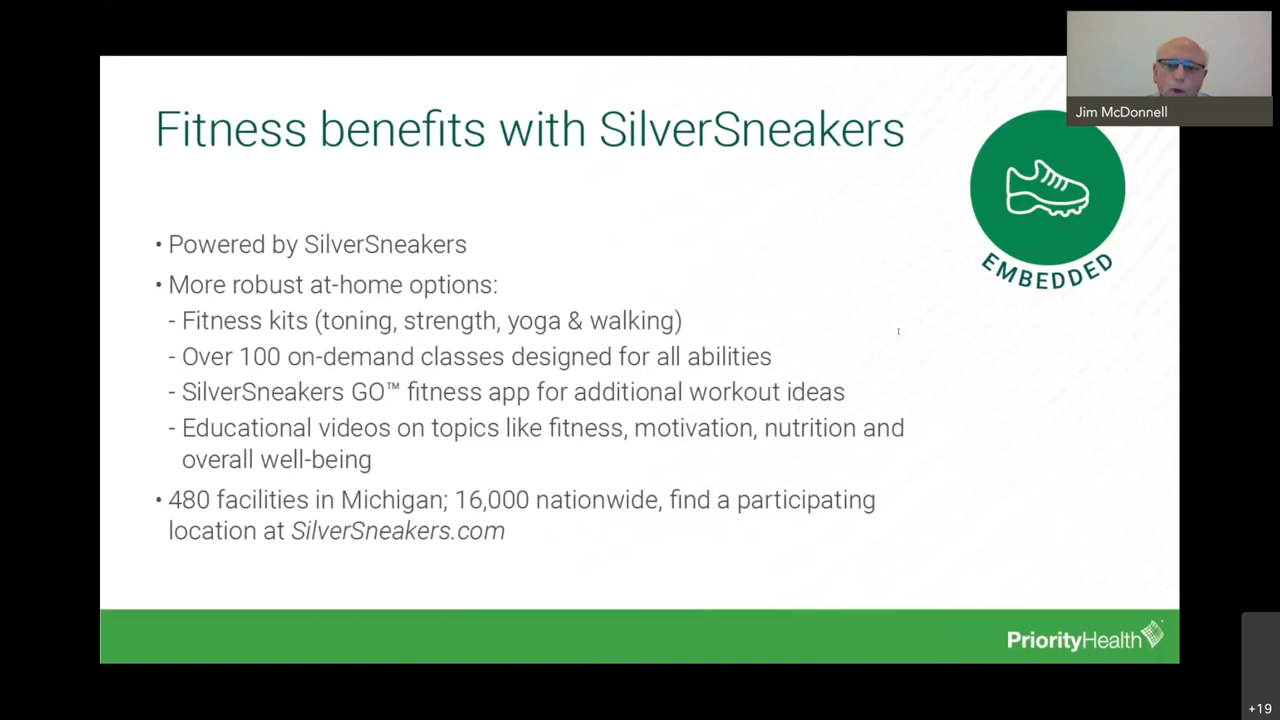 Jim McDonnell
Fitness benefits with SilverSneakers
EMBEDDED
• Powered by SilverSneakers
• More robust at-home options:
- Fitness kits (toning, strength, yoga & walking)
- Over 100 on-demand classes designed for all abilities
- SilverSneakers GO™ fitness app for additional workout ideas
- Educational videos on topics like fitness, motivation, nutrition and
overall well-being
• 480 facilities in Michigan; 16,000 nationwide, find a participating
location at SilverSneakers.com
PriorityHealth
+19